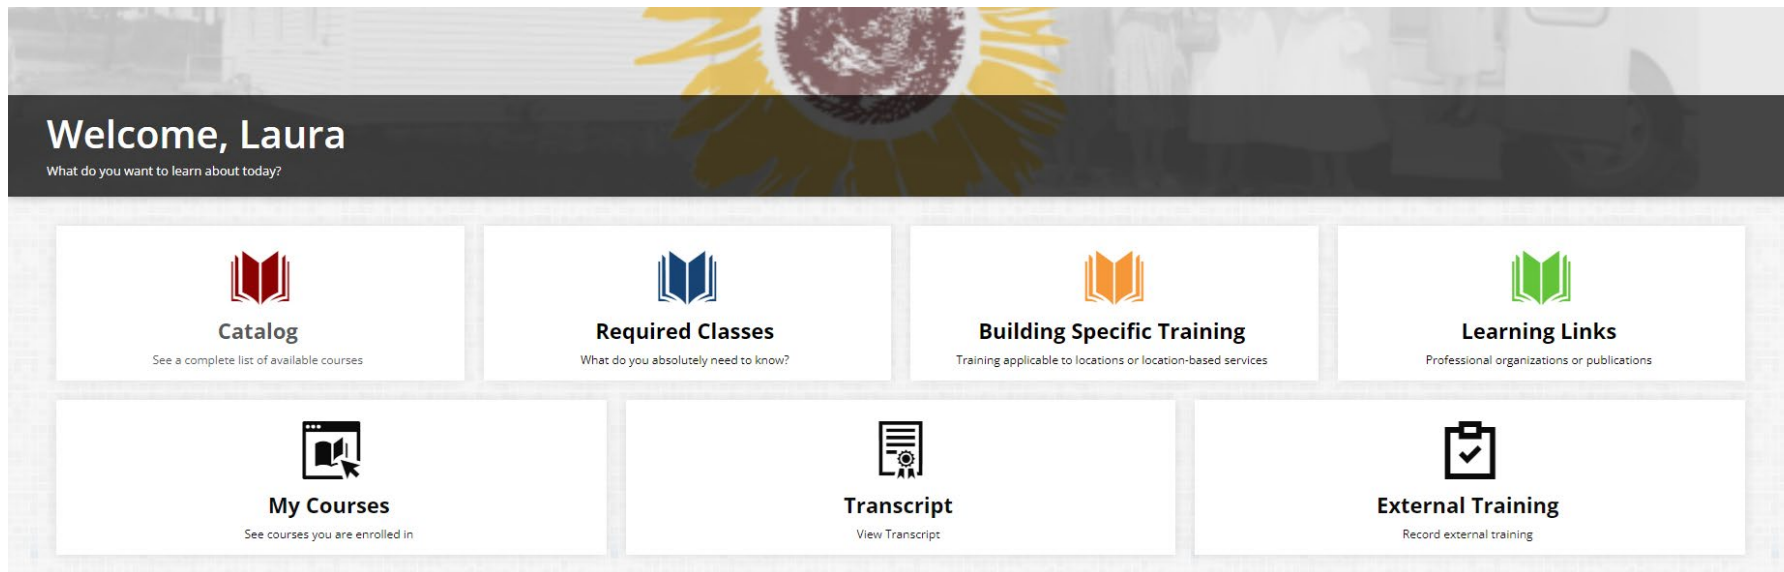 Welcome, Laura
What do you want to learn about today?
Catalog
See a complete list of available courses
Required Classes
What do you absolutely need to know?
Building Specific Training
Training applicable to locations or location-based services
Learning Links
Professional organizations or publications
My Courses
See courses you are enrolled in
Transcript
View Transcript
External Training
Record external training